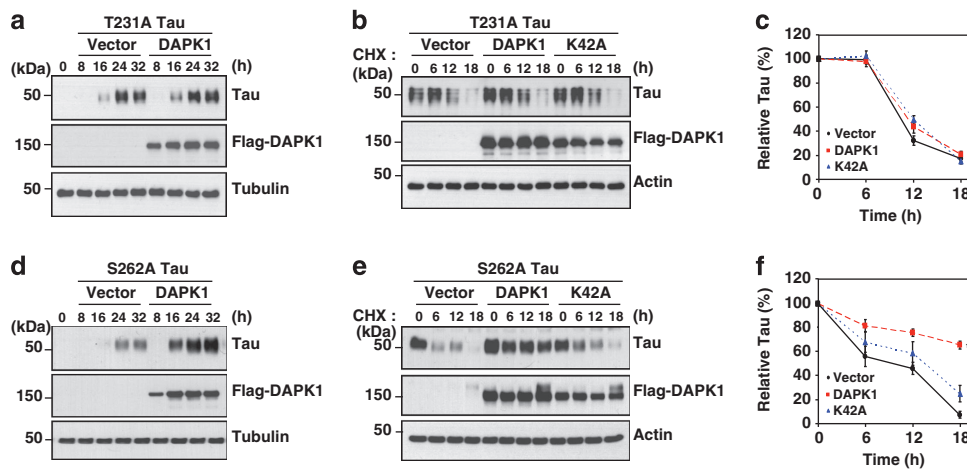 a
T231A Tau
Vector DAPK1
(kDa) 0 8 16 24 32 8 16 24 32 (h)
50 Tau
150 Flag-DAPK1
50 Tubulin
b
T231A Tau
Vector DAPK1 K42A
CHX : 0 6 12 18 0 6 12 18 0 6 12 18 (h)
(kDa)
50 Tau
150 Flag-DAPK1
50 Actin
c
Relative Tau (%)
120
100
80
60
40
20
0
Vector
DAPK1
K42A
0 6 12 18
Time (h)
d
S262A Tau
Vector DAPK1
(kDa) 0 8 16 24 32 8 16 24 32 (h)
50 Tau
150 Flag-DAPK1
50 Tubulin
e
S262A Tau
Vector DAPK1 K42A
CHX : 0 6 12 18 0 6 12 18 0 6 12 18 (h)
(kDa)
50 Tau
150 Flag-DAPK1
50 Actin
f
Relative Tau (%)
120
100
80
60
40
20
0
Vector
DAPK1
K42A
0 6 12 18
Time (h)